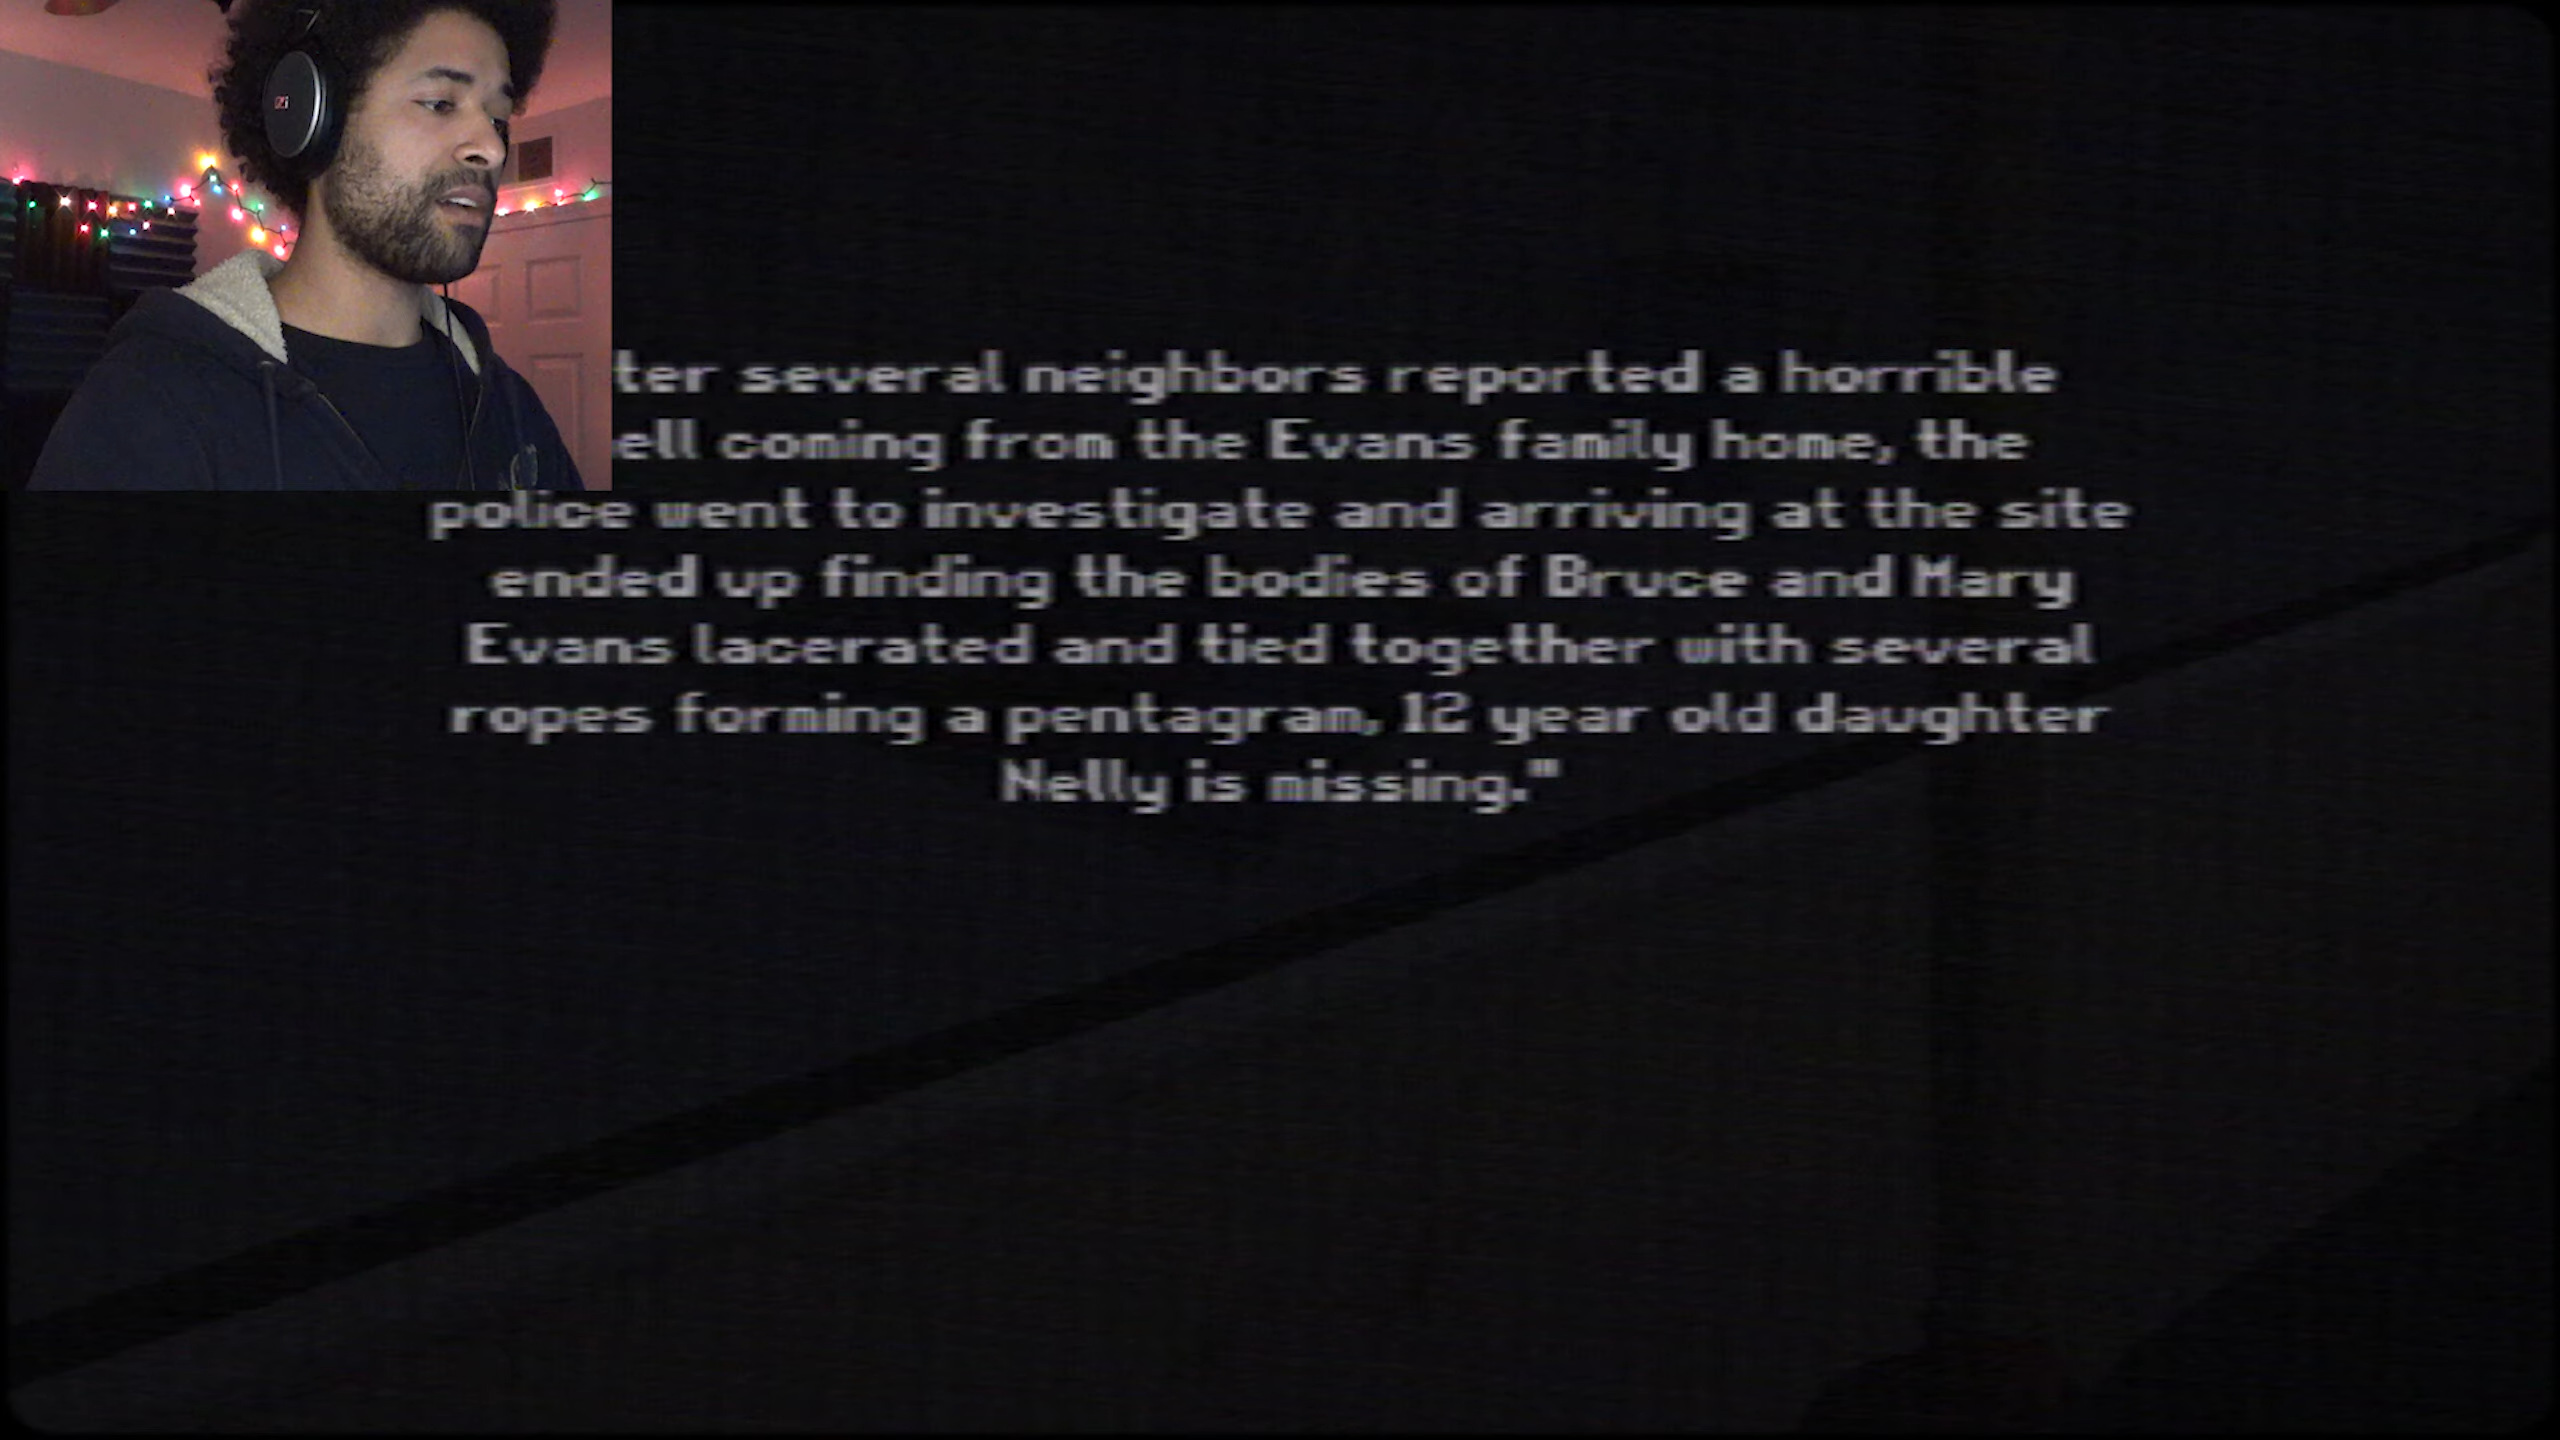 ter several neighbors reported a horrible
ell coming from the Evans family home, the
police went to investigate and arriving at the site
ended up finding the bodies of Bruce and Mary
Evans lacerated and tied together with several
ropes forming a pentagram, 12 year old daughter
Nelly is missing."